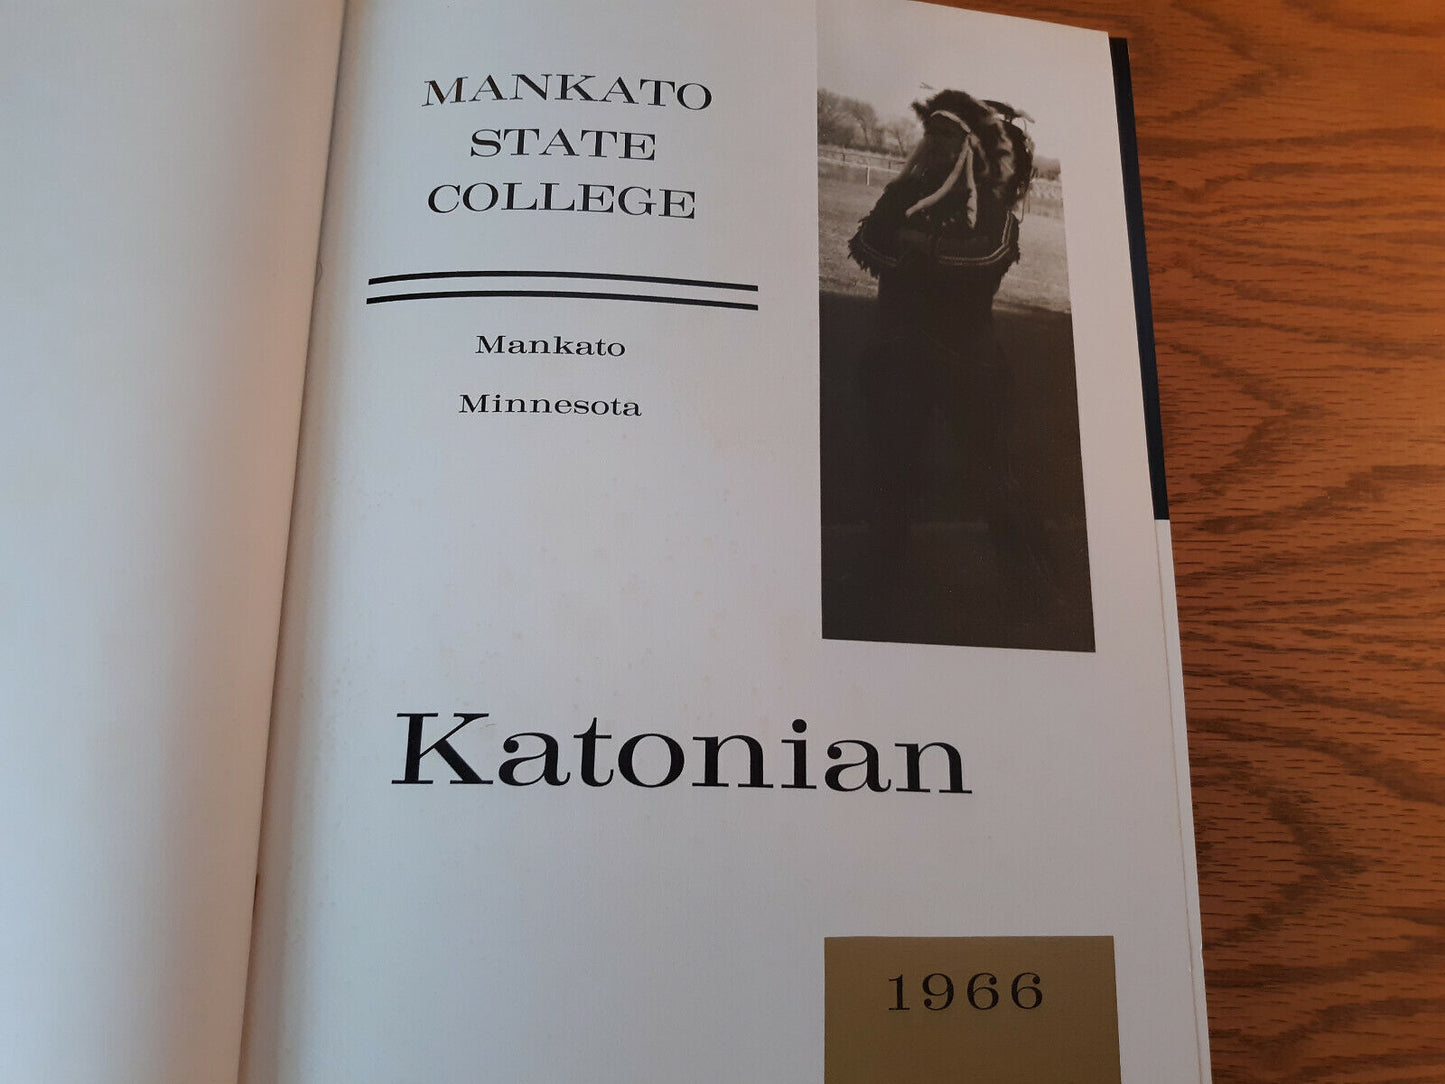 MANKATO
STATE
COLLEGE
Mankato
Minnesota
Katonian
1966